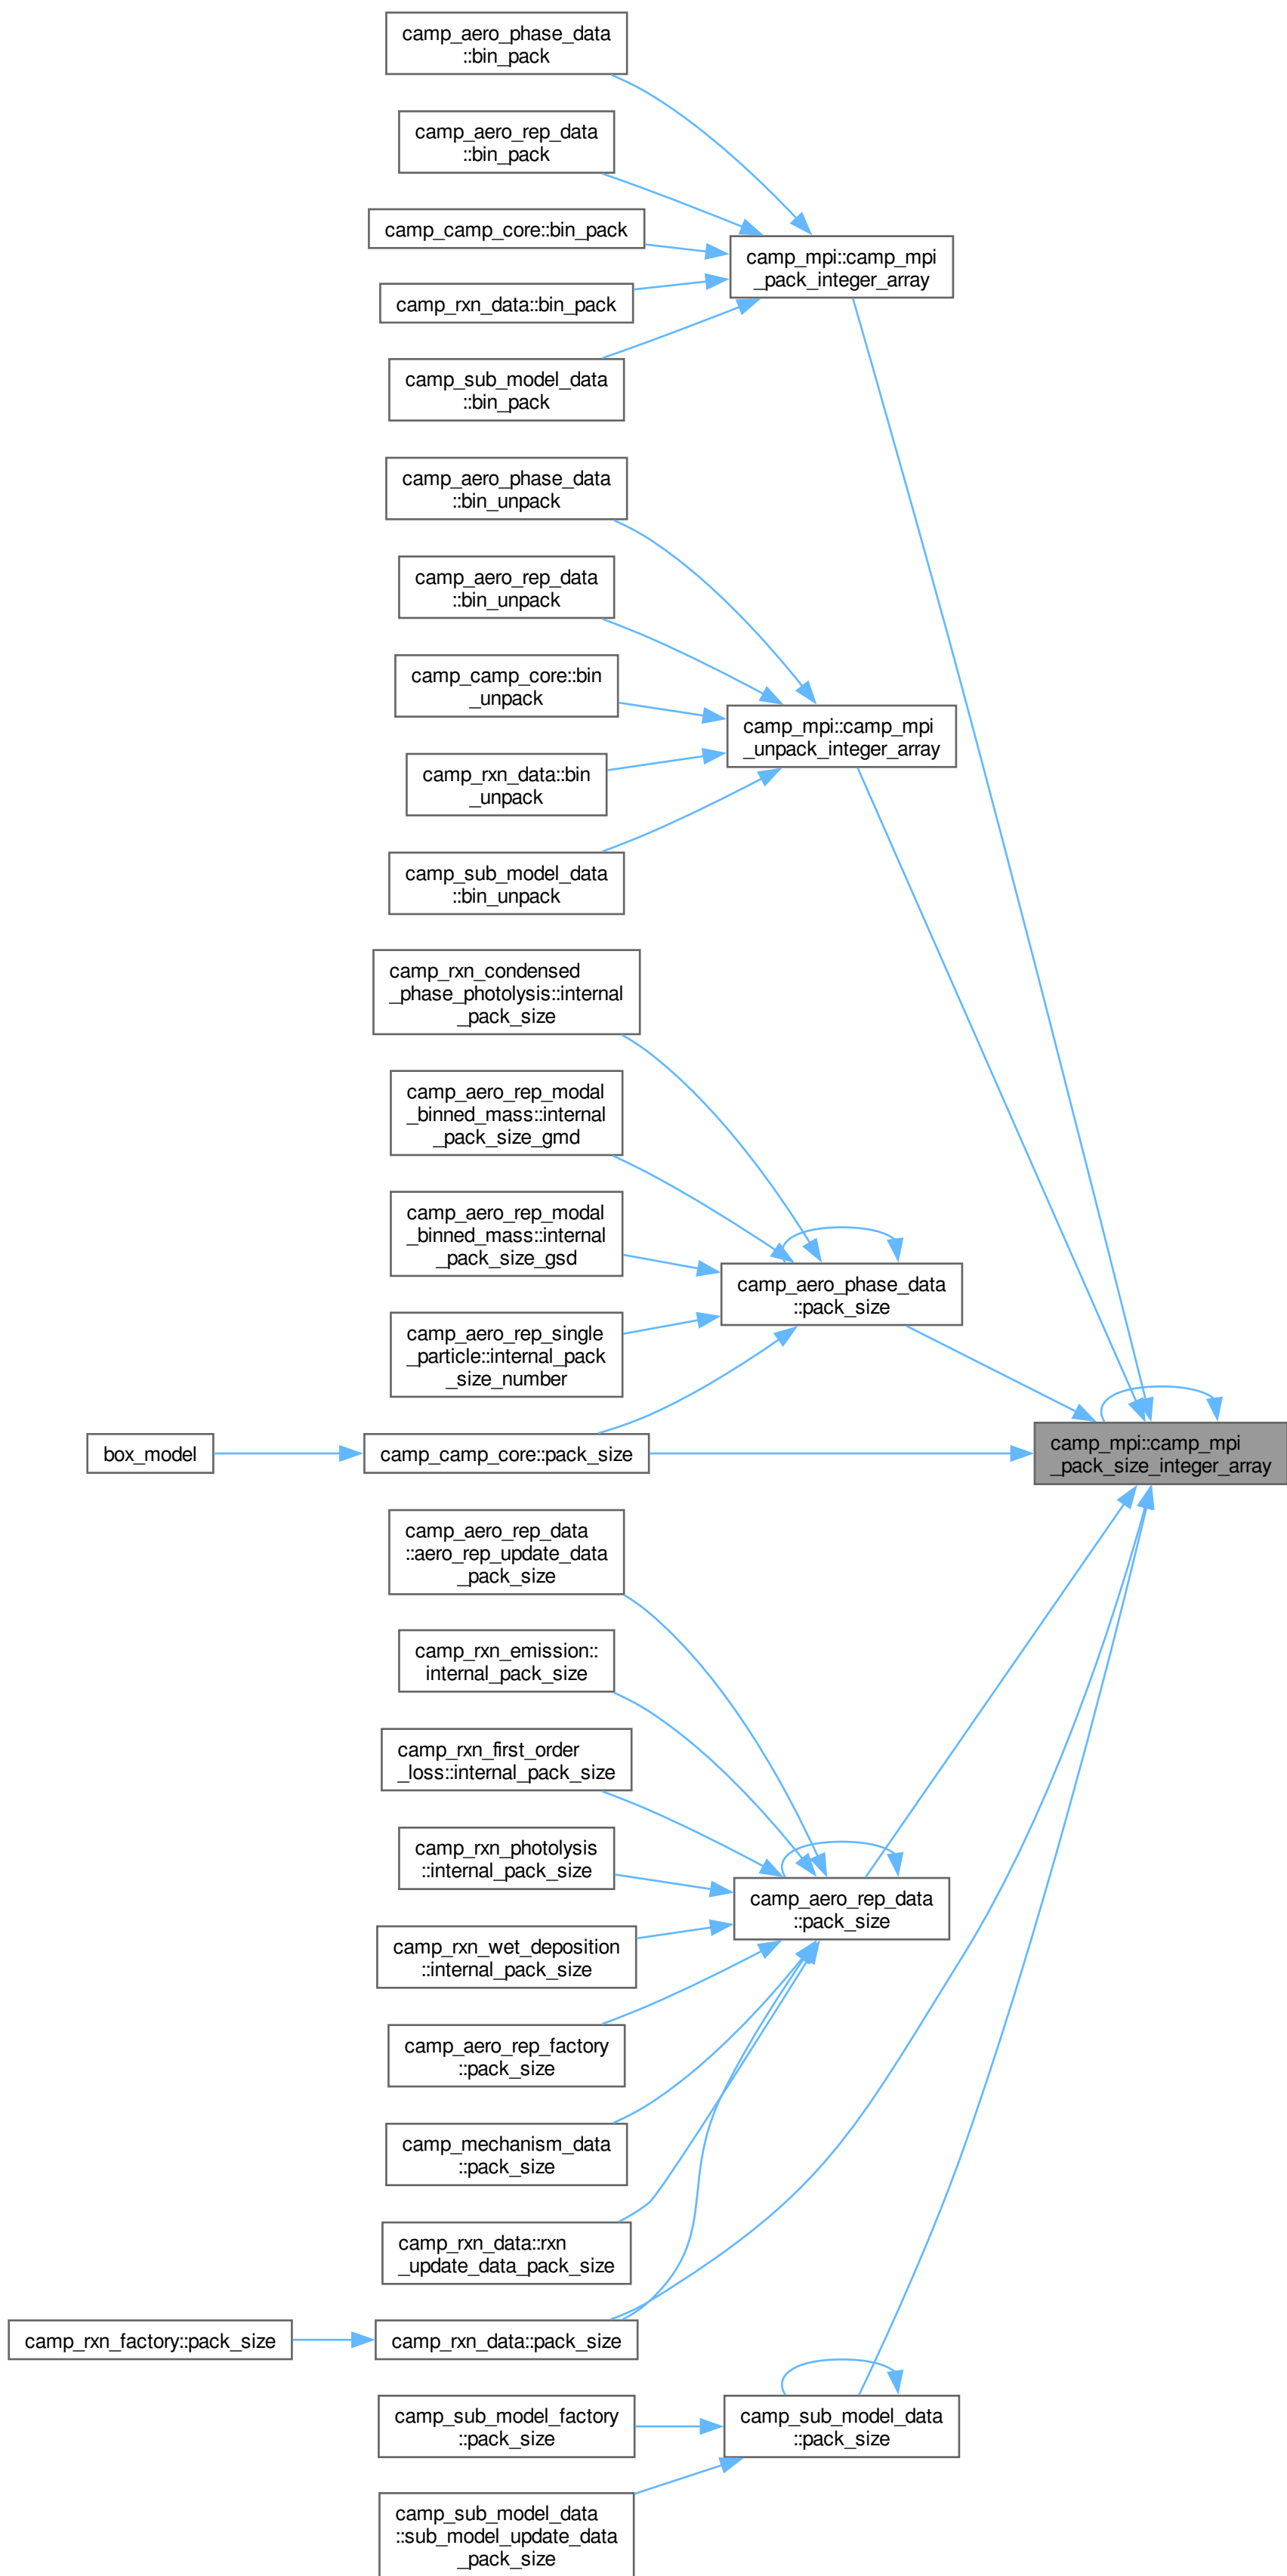 camp_aero_phase_data
::bin_pack
camp_aero_rep_data
::bin_pack
camp_camp_core::bin_pack
camp_rxn_data::bin_pack
camp_sub_model_data
::bin_pack
camp_mpi::camp_mpi
_pack_integer_array
camp_aero_phase_data
::bin_unpack
camp_aero_rep_data
::bin_unpack
camp_camp_core::bin
_unpack
camp_rxn_data::bin
_unpack
camp_sub_model_data
::bin_unpack
camp_mpi::camp_mpi
_unpack_integer_array
camp_rxn_condensed
_phase_photolysis::internal
_pack_size
camp_aero_rep_modal
_binned_mass::internal
_pack_size_gmd
camp_aero_rep_modal
_binned_mass::internal
_pack_size_gsd
camp_aero_rep_single
_particle::internal_pack
_size_number
camp_aero_phase_data
::pack_size
box_model
camp_camp_core::pack_size
camp_mpi::camp_mpi
_pack_size_integer_array
camp_aero_rep_data
::aero_rep_update_data
_pack_size
camp_rxn_emission::
internal_pack_size
camp_rxn_first_order
_loss::internal_pack_size
camp_rxn_photolysis
::internal_pack_size
camp_rxn_wet_deposition
::internal_pack_size
camp_aero_rep_factory
::pack_size
camp_mechanism_data
::pack_size
camp_rxn_data::rxn
_update_data_pack_size
camp_aero_rep_data
::pack_size
camp_rxn_factory::pack_size
camp_rxn_data::pack_size
camp_sub_model_factory
::pack_size
camp_sub_model_data
::pack_size
camp_sub_model_data
::sub_model_update_data
_pack_size